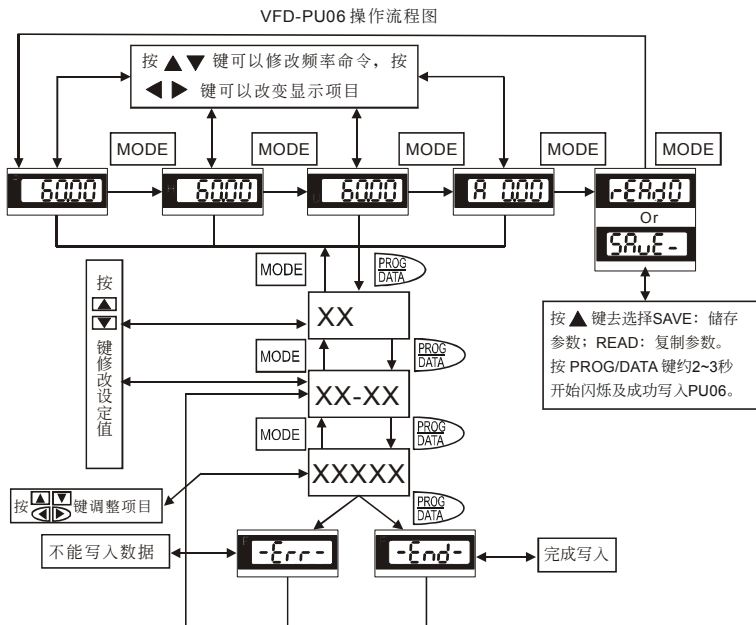 VFD-PU06 操作流程图
按 ▲ ▼ 键可以修改频率命令，按
◀ ▶ 键可以改变显示项目
MODE
MODE
MODE
MODE
MODE
F 60.00
H 60.00
U 60.00
A 0.00
rEAd0
Or
SAvE-
MODE
PROG
DATA
按
▲
▼
键修改设定值
XX
按 ▲ 键去选择SAVE：储存
参数；READ：复制参数。
按 PROG/DATA 键约2~3秒
开始闪烁及成功写入PU06。
MODE
PROG
DATA
XX-XX
MODE
PROG
DATA
XXXXX
按▲▼◀▶键调整项目
PROG
DATA
不能写入数据
-Err-
-End-
完成写入